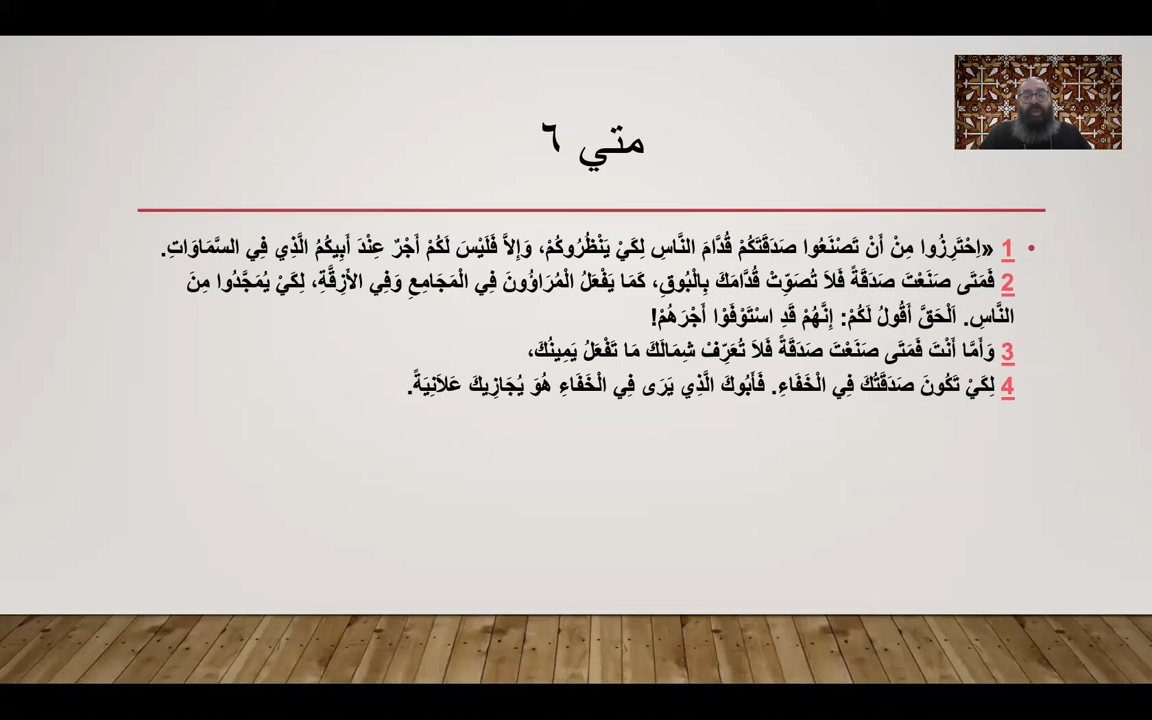 متي ٦
• 1 «اِحْتَرِزُوا مِنْ أَنْ تَصْنَعُوا صَدَقَتَكُمْ قُدَّامَ النَّاسِ لِكَيْ يَنْظُرُوكُمْ، وَإِلاَّ فَلَيْسَ لَكُمْ أَجْرٌ عِنْدَ أَبِيكُمُ الَّذِي فِي السَّمَاوَاتِ.
2 فَمَتَى صَنَعْتَ صَدَقَةً فَلاَ تُصَوِّتْ قُدَّامَكَ بِالْبُوقِ، كَمَا يَفْعَلُ الْمُرَاؤُونَ فِي الْمَجَامِعِ وَفِي الأَزِقَّةِ، لِكَيْ يُمَجَّدُوا مِنَ
النَّاسِ. اَلْحَقَّ أَقُولُ لَكُمْ: إِنَّهُمْ قَدِ اسْتَوْفَوْا أَجْرَهُمْ!
3 وَأَمَّا أَنْتَ فَمَتَى صَنَعْتَ صَدَقَةً فَلاَ تُعَرِّفْ شِمَالَكَ مَا تَفْعَلُ يَمِينُكَ،
4 لِكَيْ تَكُونَ صَدَقَتُكَ فِي الْخَفَاءِ. فَأَبُوكَ الَّذِي يَرَى فِي الْخَفَاءِ هُوَ يُجَازِيكَ عَلاَنِيَةً.